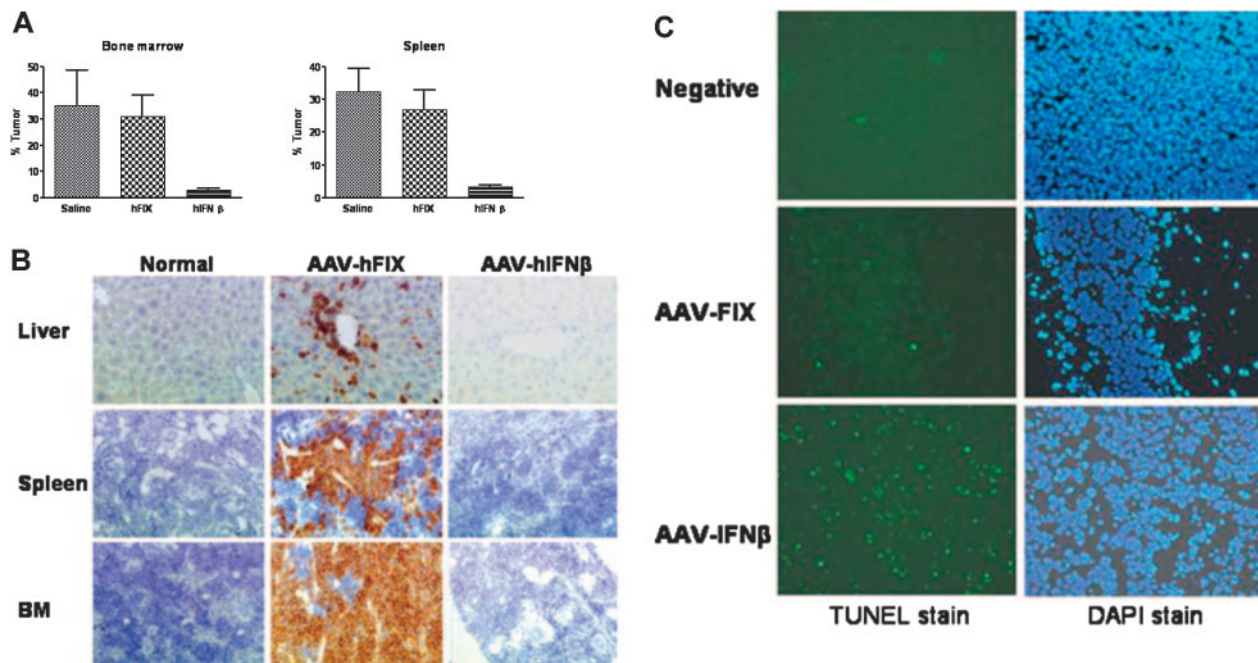 A
Bone marrow
% Tumor
50
40
30
20
10
0
Saline hFIX hIFN β
Spleen
% Tumor
40
30
20
10
0
Saline hFIX hIFN β
B
Normal AAV-hFIX AAV-hIFNβ
Liver
Spleen
BM
C
Negative
AAV-FIX
AAV-IFNβ
TUNEL stain DAPI stain